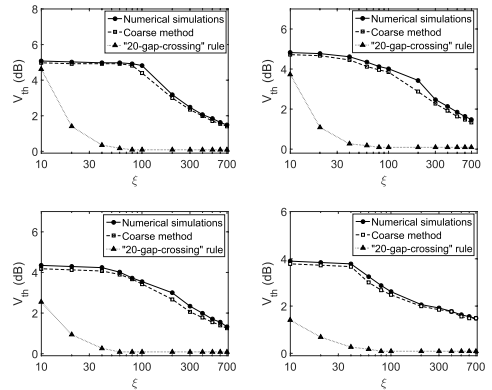 8
6
4
2
0
V_th (dB)
Numerical simulations
Coarse method
"20-gap-crossing" rule
10 30 100 300 700
ξ
6
4
2
0
V_th (dB)
Numerical simulations
Coarse method
"20-gap-crossing" rule
10 30 100 300 700
ξ
6
4
2
0
V_th (dB)
Numerical simulations
Coarse method
"20-gap-crossing" rule
10 30 100 300 700
ξ
6
4
2
0
V_th (dB)
Numerical simulations
Coarse method
"20-gap-crossing" rule
10 30 100 300 700
ξ